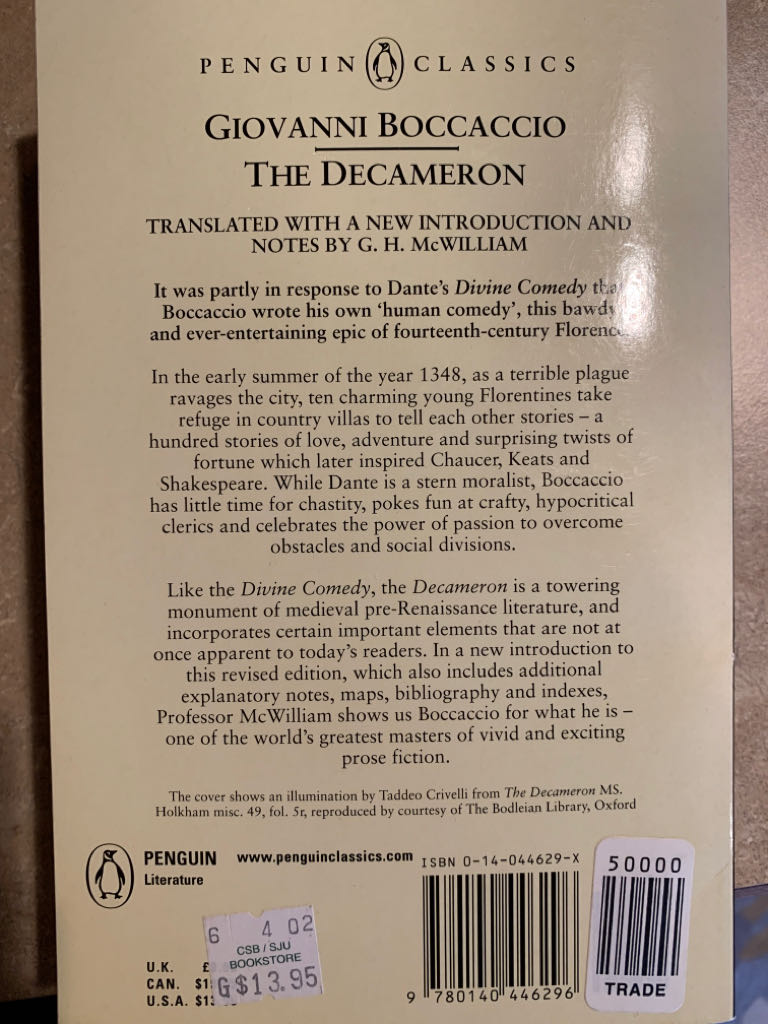 PENGUIN CLASSICS
GIOVANNI BOCCACCIO
THE DECAMERON
TRANSLATED WITH A NEW INTRODUCTION AND
NOTES BY G. H. McWILLIAM
It was partly in response to Dante's Divine Comedy that
Boccaccio wrote his own 'human comedy', this bawdy
and ever-entertaining epic of fourteenth-century Florence.
In the early summer of the year 1348, as a terrible plague
ravages the city, ten charming young Florentines take
refuge in country villas to tell each other stories – a
hundred stories of love, adventure and surprising twists of
fortune which later inspired Chaucer, Keats and
Shakespeare. While Dante is a stern moralist, Boccaccio
has little time for chastity, pokes fun at crafty, hypocritical
clerics and celebrates the power of passion to overcome
obstacles and social divisions.
Like the Divine Comedy, the Decameron is a towering
monument of medieval pre-Renaissance literature, and
incorporates certain important elements that are not at
once apparent to today's readers. In a new introduction to
this revised edition, which also includes additional
explanatory notes, maps, bibliography and indexes,
Professor McWilliam shows us Boccaccio for what he is –
one of the world's greatest masters of vivid and exciting
prose fiction.
The cover shows an illumination by Taddeo Crivelli from The Decameron MS.
Holkham misc. 49, fol. 5r, reproduced by courtesy of The Bodleian Library, Oxford
PENGUIN
Literature
www.penguinclassics.com
ISBN 0-14-044629-X
50000
6 4 02
CSB / SJU
BOOKSTORE
G$13.95
U.K. £
CAN. $1
U.S.A. $13
9 780140 446296
TRADE